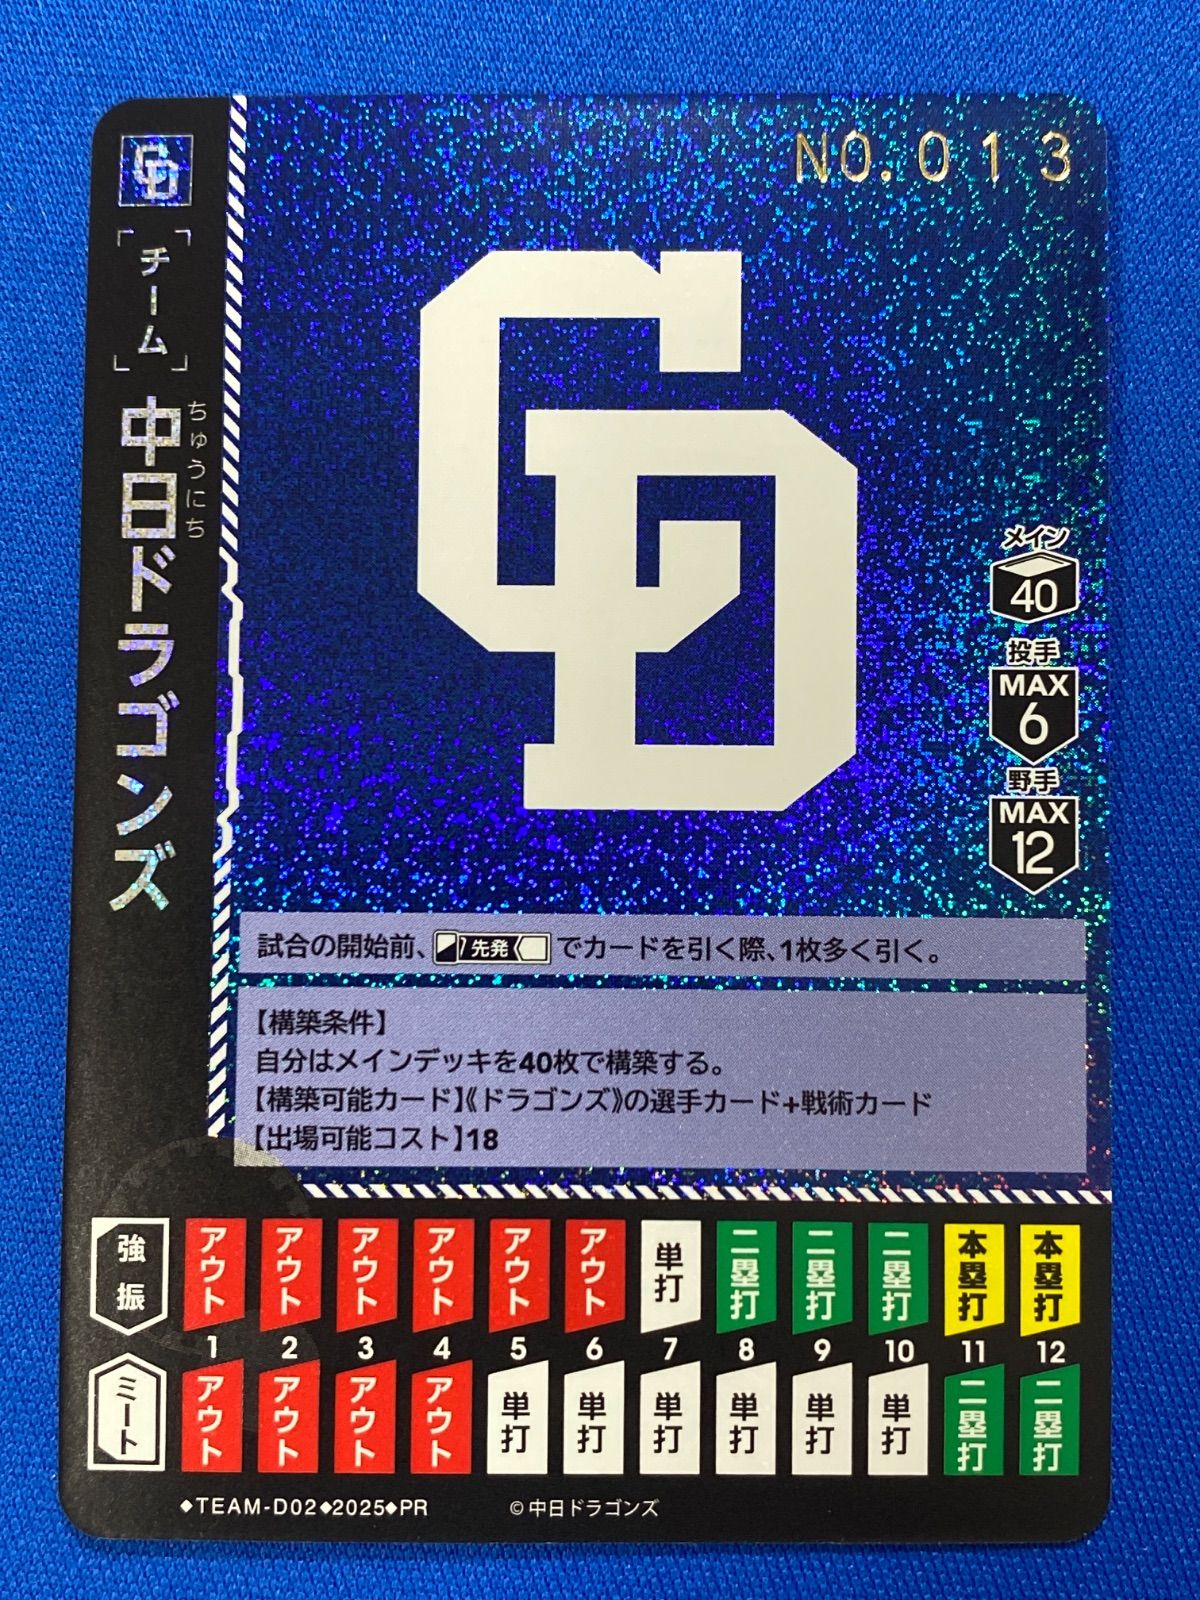 NO.013
CD
チーム
中日ドラゴンズ
ちゅうにち
CD
メイン
40
投手
MAX
6
野手
MAX
12
試合の開始前、先発でカードを引く際、1枚多く引く。
【構築条件】
自分はメインデッキを40枚で構築する。
【構築可能カード】《ドラゴンズ》の選手カード+戦術カード
【出場可能コスト】18
強振 アウト アウト アウト アウト アウト アウト 単打 二塁打 二塁打 二塁打 本塁打 本塁打
1 2 3 4 5 6 7 8 9 10 11 12
ミート アウト アウト アウト アウト 単打 単打 単打 単打 単打 単打 二塁打 二塁打
◆TEAM-D02◆2025◆PR ©中日ドラゴンズ